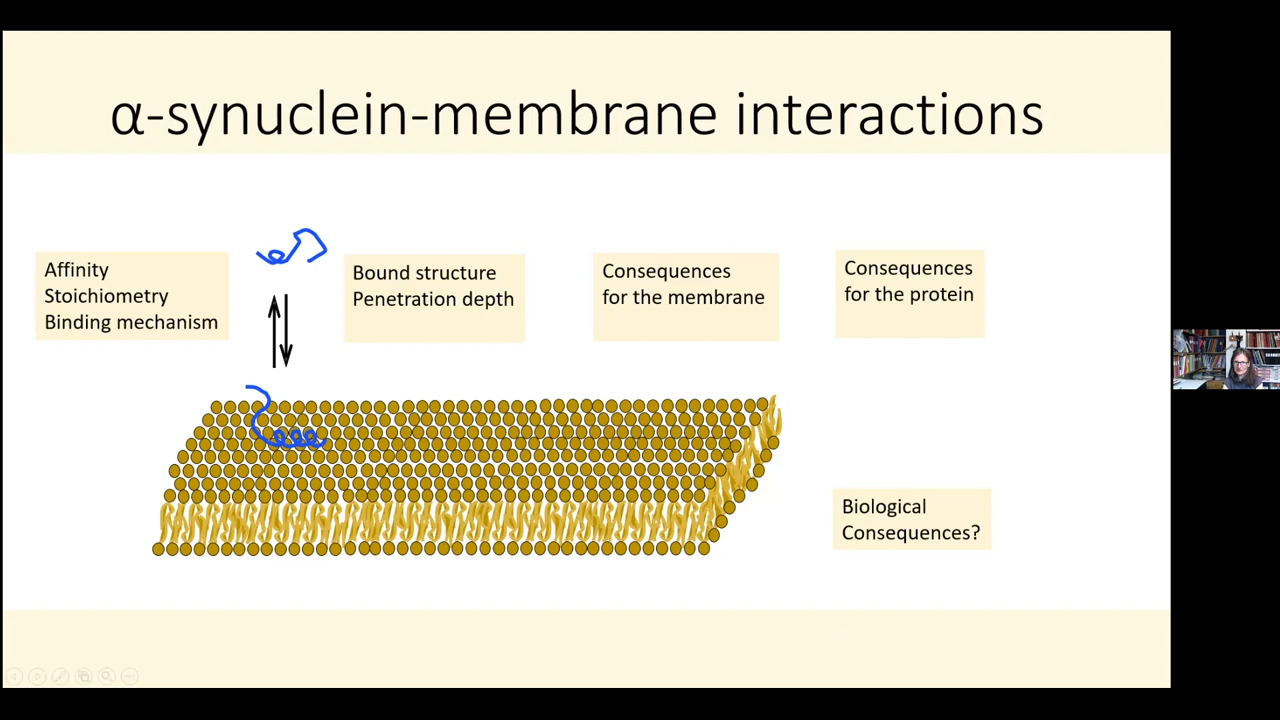 α-synuclein-membrane interactions
Affinity
Stoichiometry
Binding mechanism
Bound structure
Penetration depth
Consequences
for the membrane
Consequences
for the protein
Biological
Consequences?